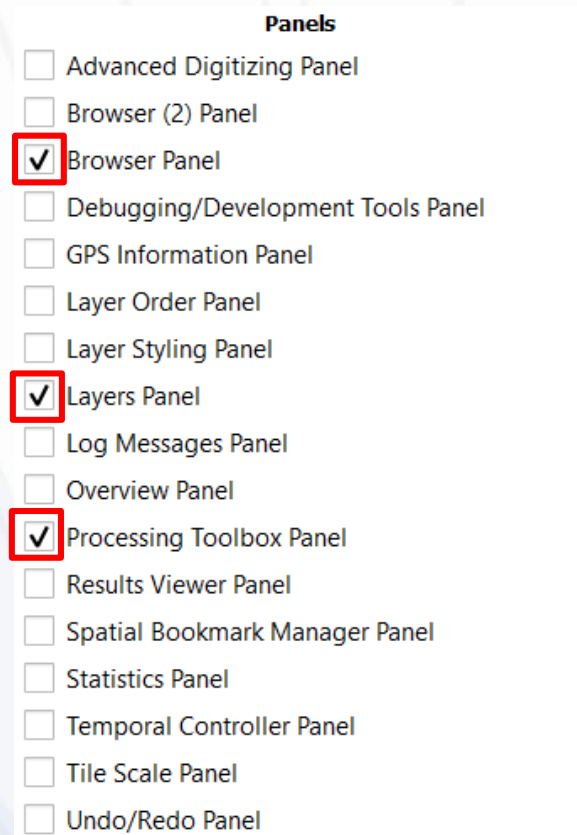 Panels
Advanced Digitizing Panel
Browser (2) Panel
Browser Panel
Debugging/Development Tools Panel
GPS Information Panel
Layer Order Panel
Layer Styling Panel
Layers Panel
Log Messages Panel
Overview Panel
Processing Toolbox Panel
Results Viewer Panel
Spatial Bookmark Manager Panel
Statistics Panel
Temporal Controller Panel
Tile Scale Panel
Undo/Redo Panel